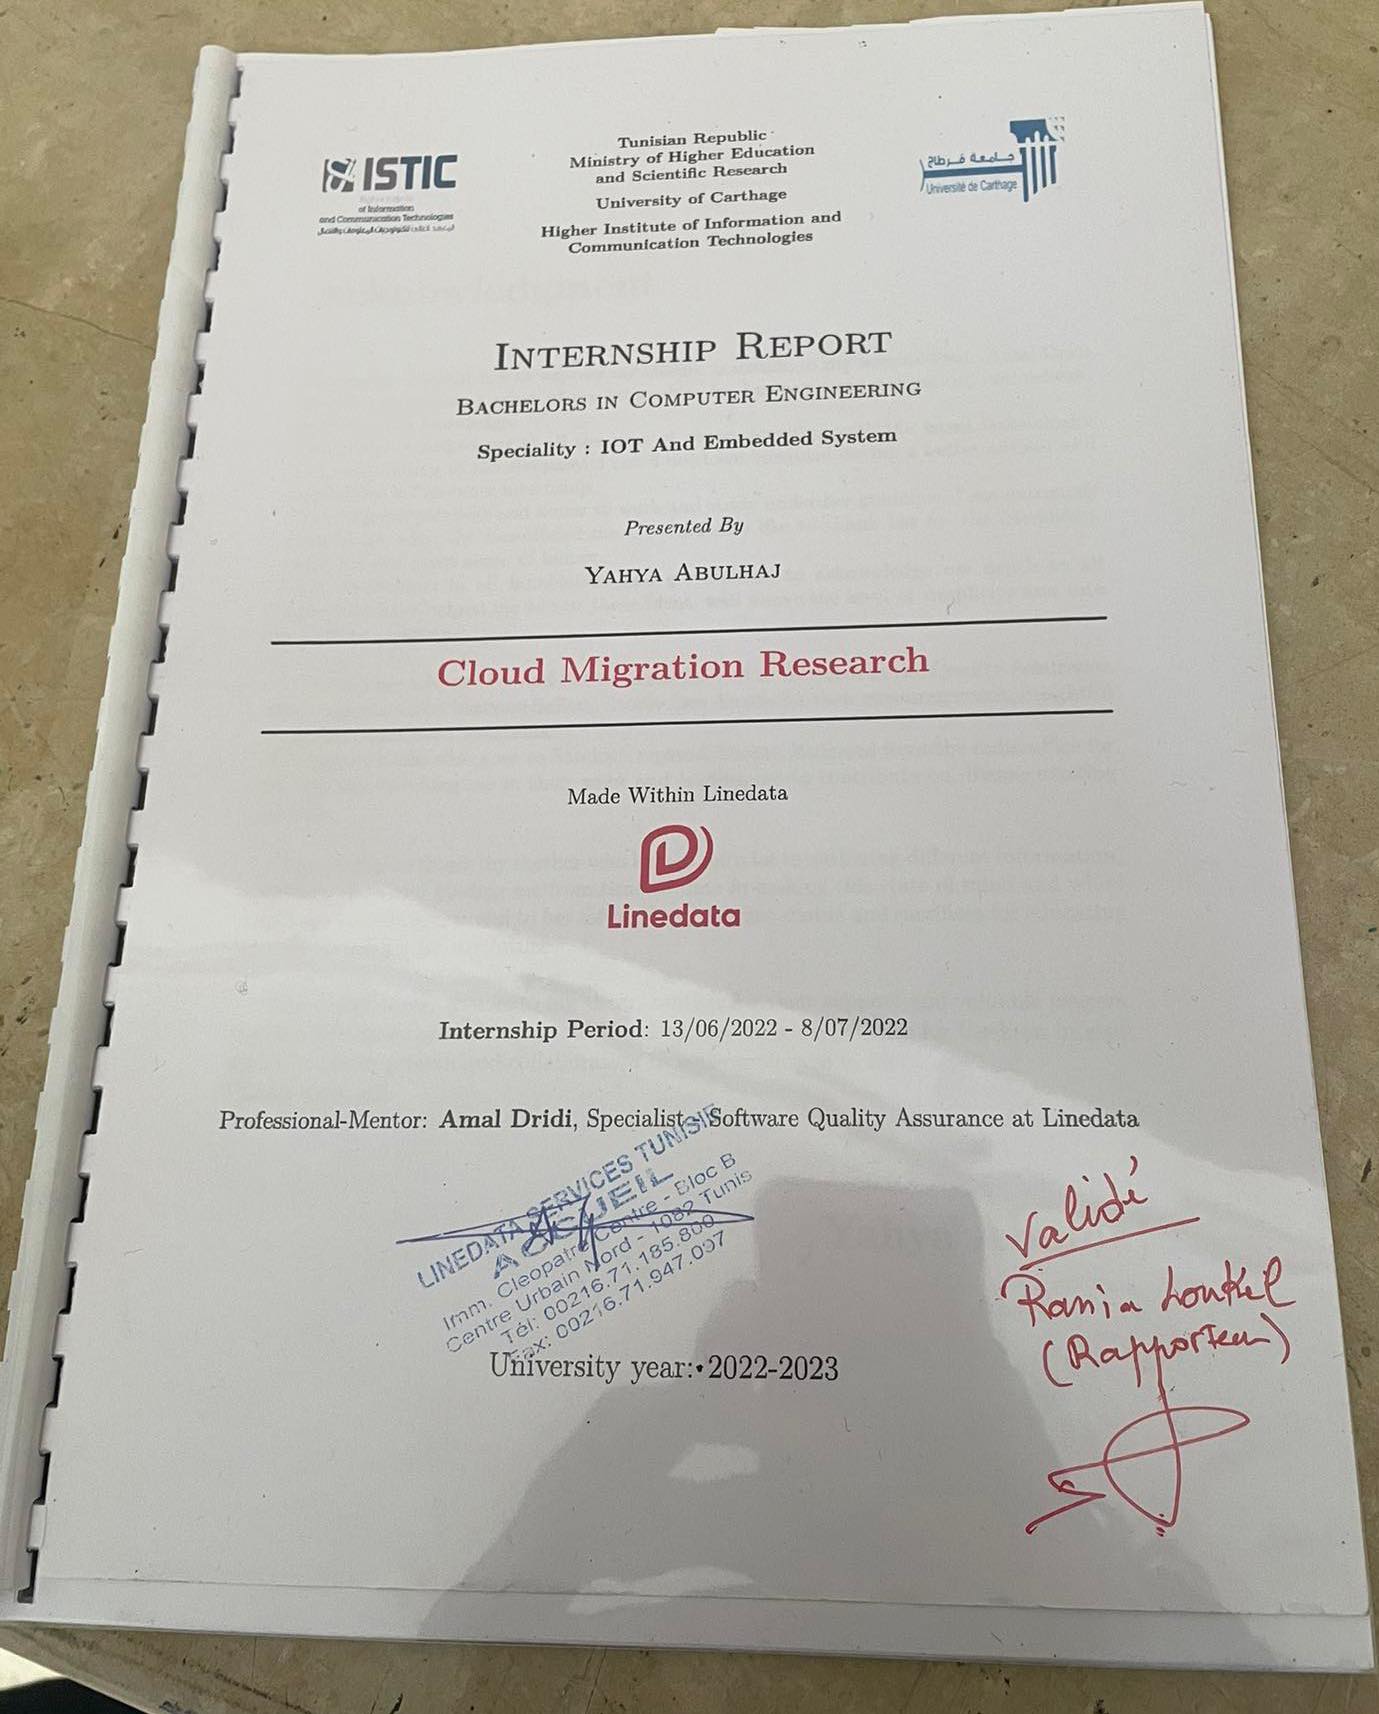 ISTIC
of Information
and Communication Technologies
Tunisian Republic
Ministry of Higher Education
and Scientific Research
University of Carthage
Higher Institute of Information and
Communication Technologies
جامعة قرطاج
Université de Carthage
INTERNSHIP REPORT
BACHELORS IN COMPUTER ENGINEERING
Speciality : IOT And Embedded System
Presented By
YAHYA ABULHAJ
Cloud Migration Research
Made Within Linedata
Linedata
Internship Period: 13/06/2022 - 8/07/2022
Professional-Mentor: Amal Dridi, Specialist, Software Quality Assurance at Linedata
LINEDATA SERVICES TUNISIE
ACCUEIL
Imm. Cleopatre Centre - Bloc B
Centre Urbain Nord - 1082 Tunis
Tél: 00216.71.185.800
Fax: 00216.71.947.097
Validé
Rania Loukil
(Rapporteur)
University year: 2022-2023